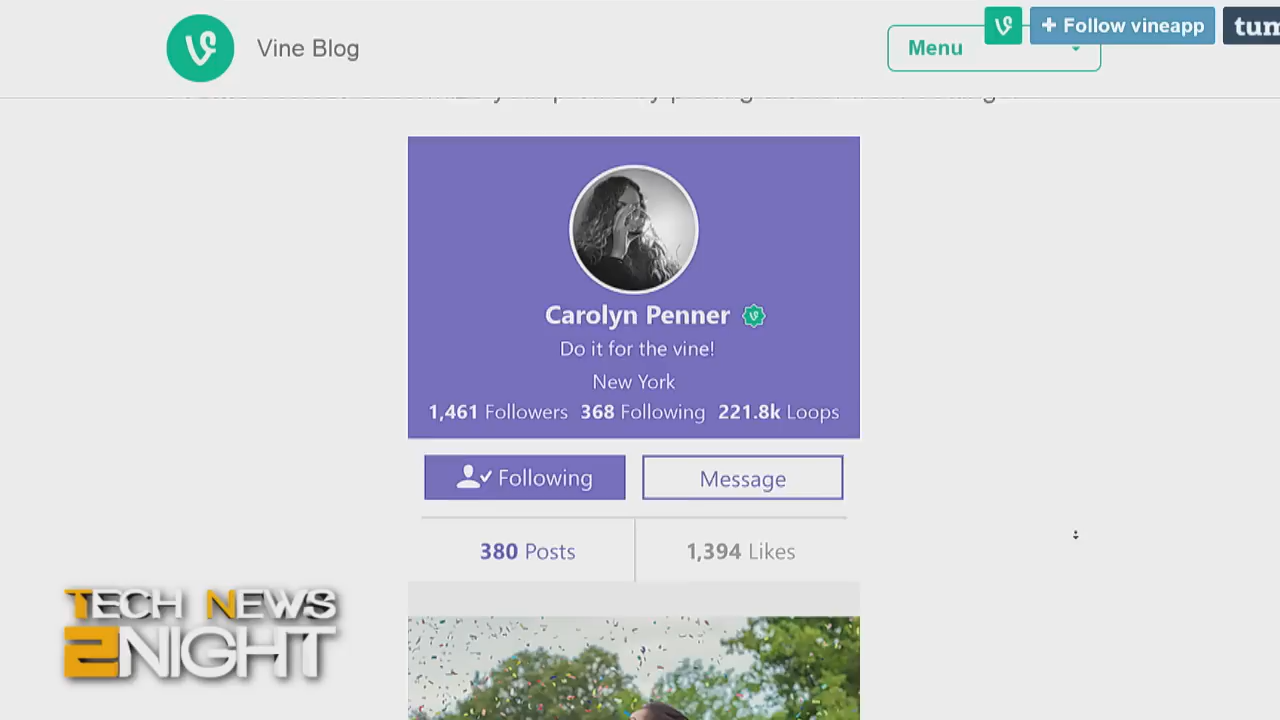 Vine Blog
Menu
+ Follow vineapp
Carolyn Penner
Do it for the vine!
New York
1,461 Followers 368 Following 221.8k Loops
Following
Message
380 Posts
1,394 Likes
TECH NEWS
2NIGHT